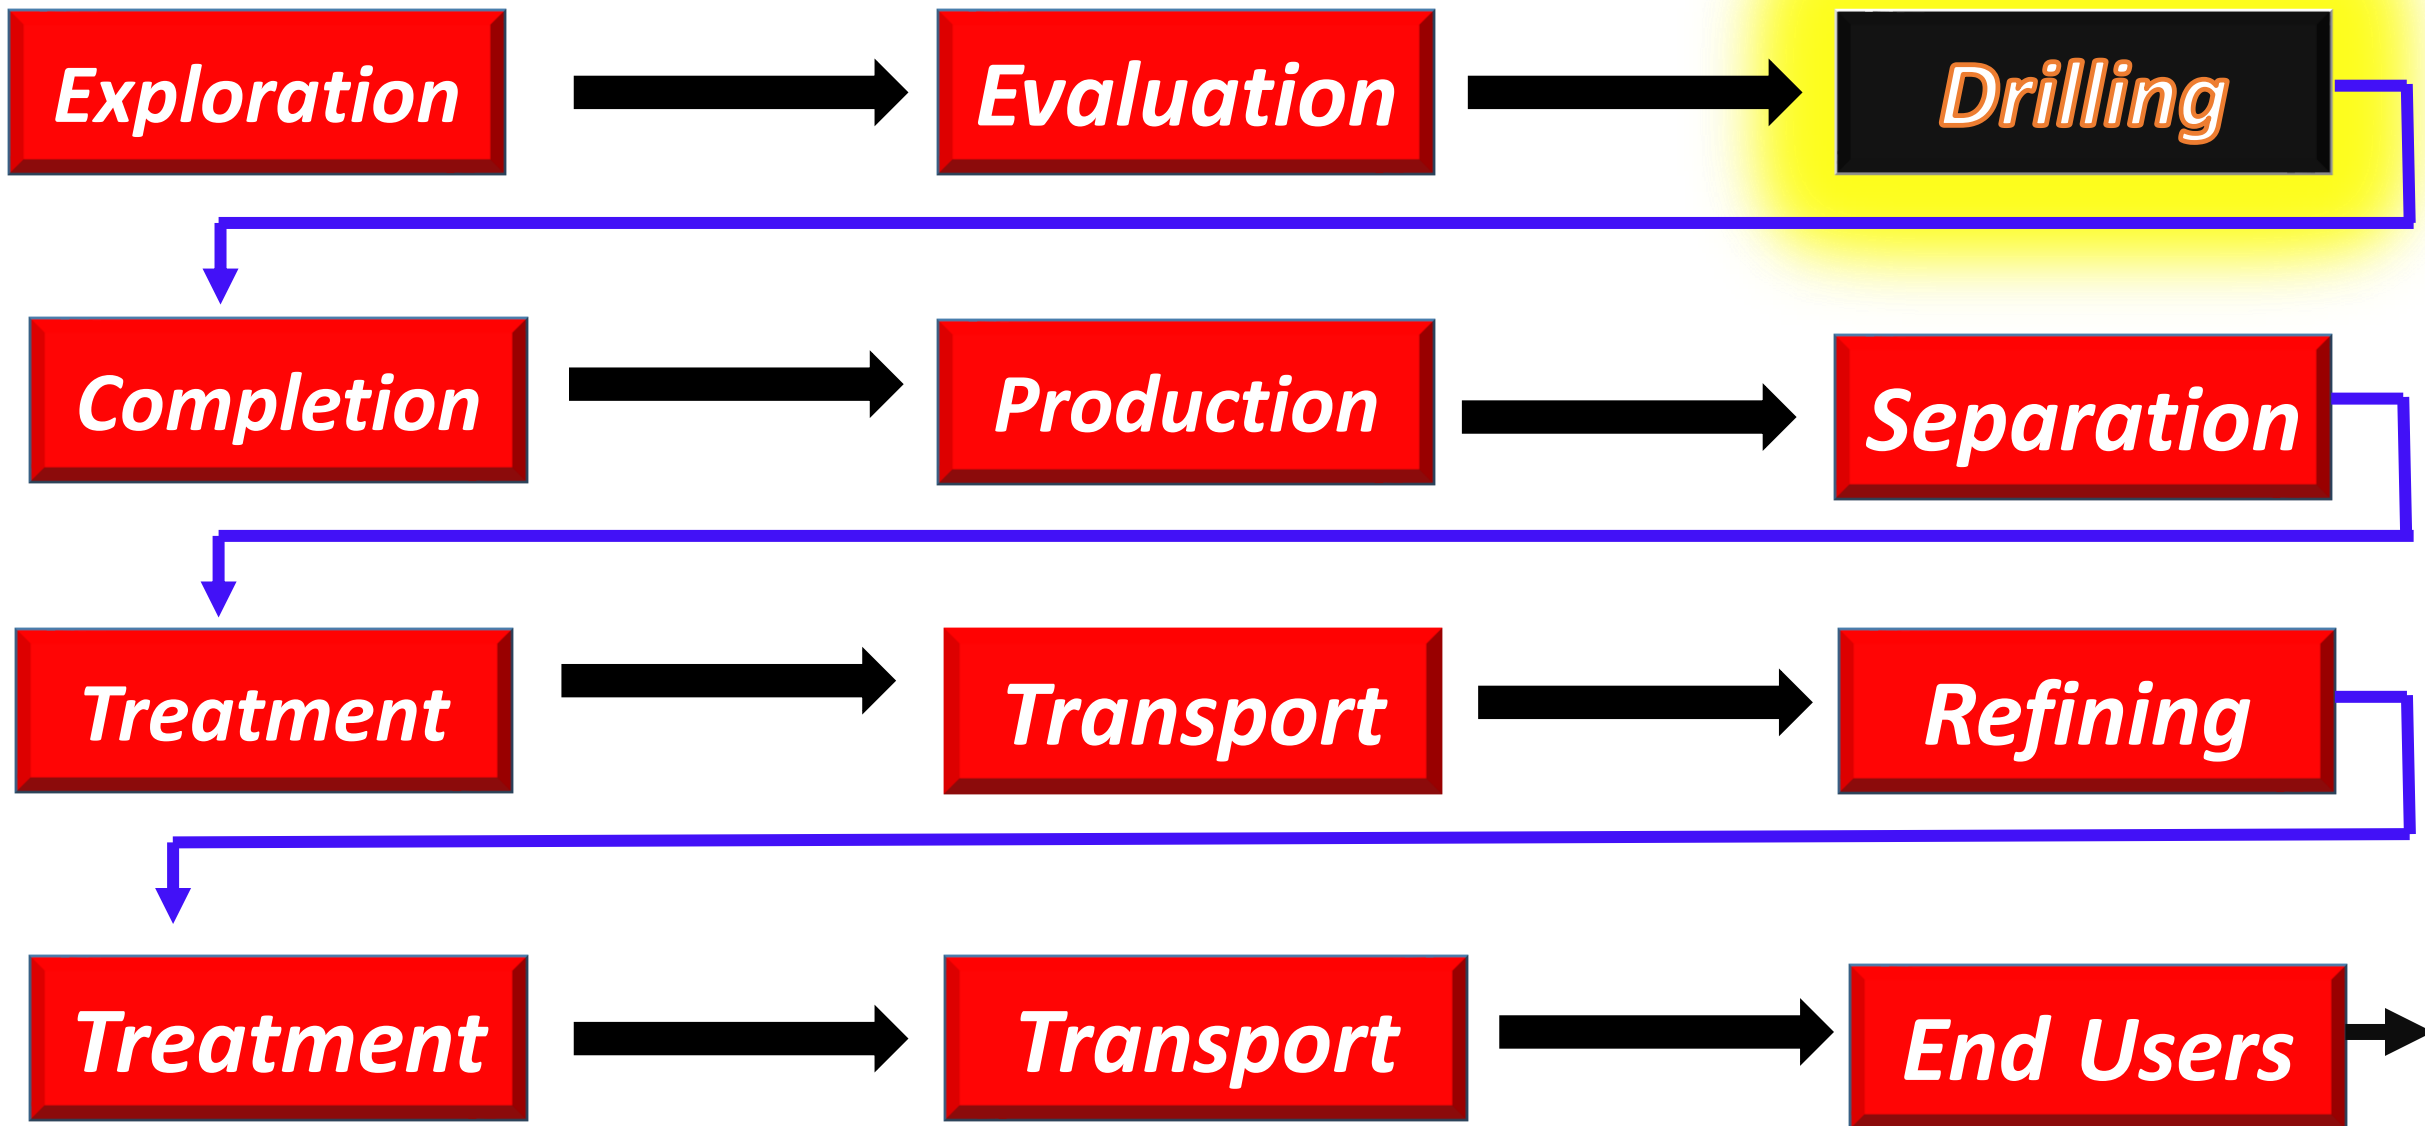 Exploration
Evaluation
Drilling
Completion
Production
Separation
Treatment
Transport
Refining
Treatment
Transport
End Users